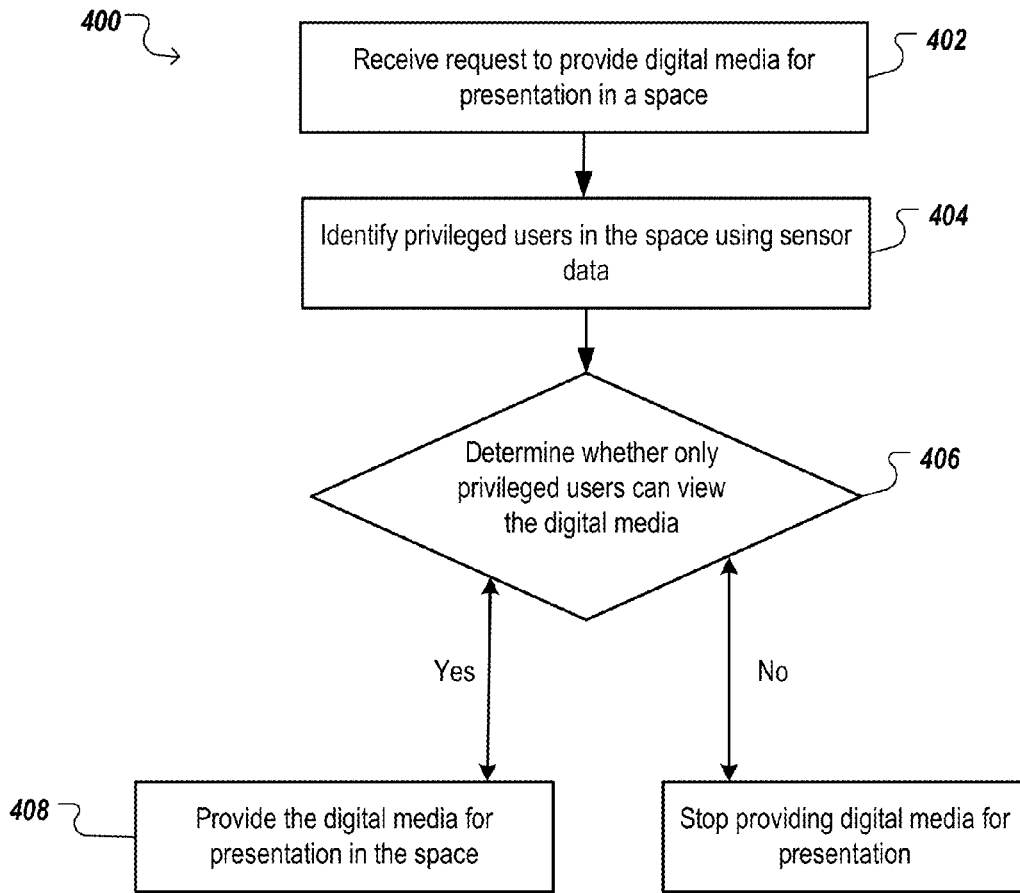 400
Receive request to provide digital media for
presentation in a space
402
Identify privileged users in the space using sensor
data
404
Determine whether only
privileged users can view
the digital media
406
Yes
No
408
Provide the digital media for
presentation in the space
Stop providing digital media for
presentation